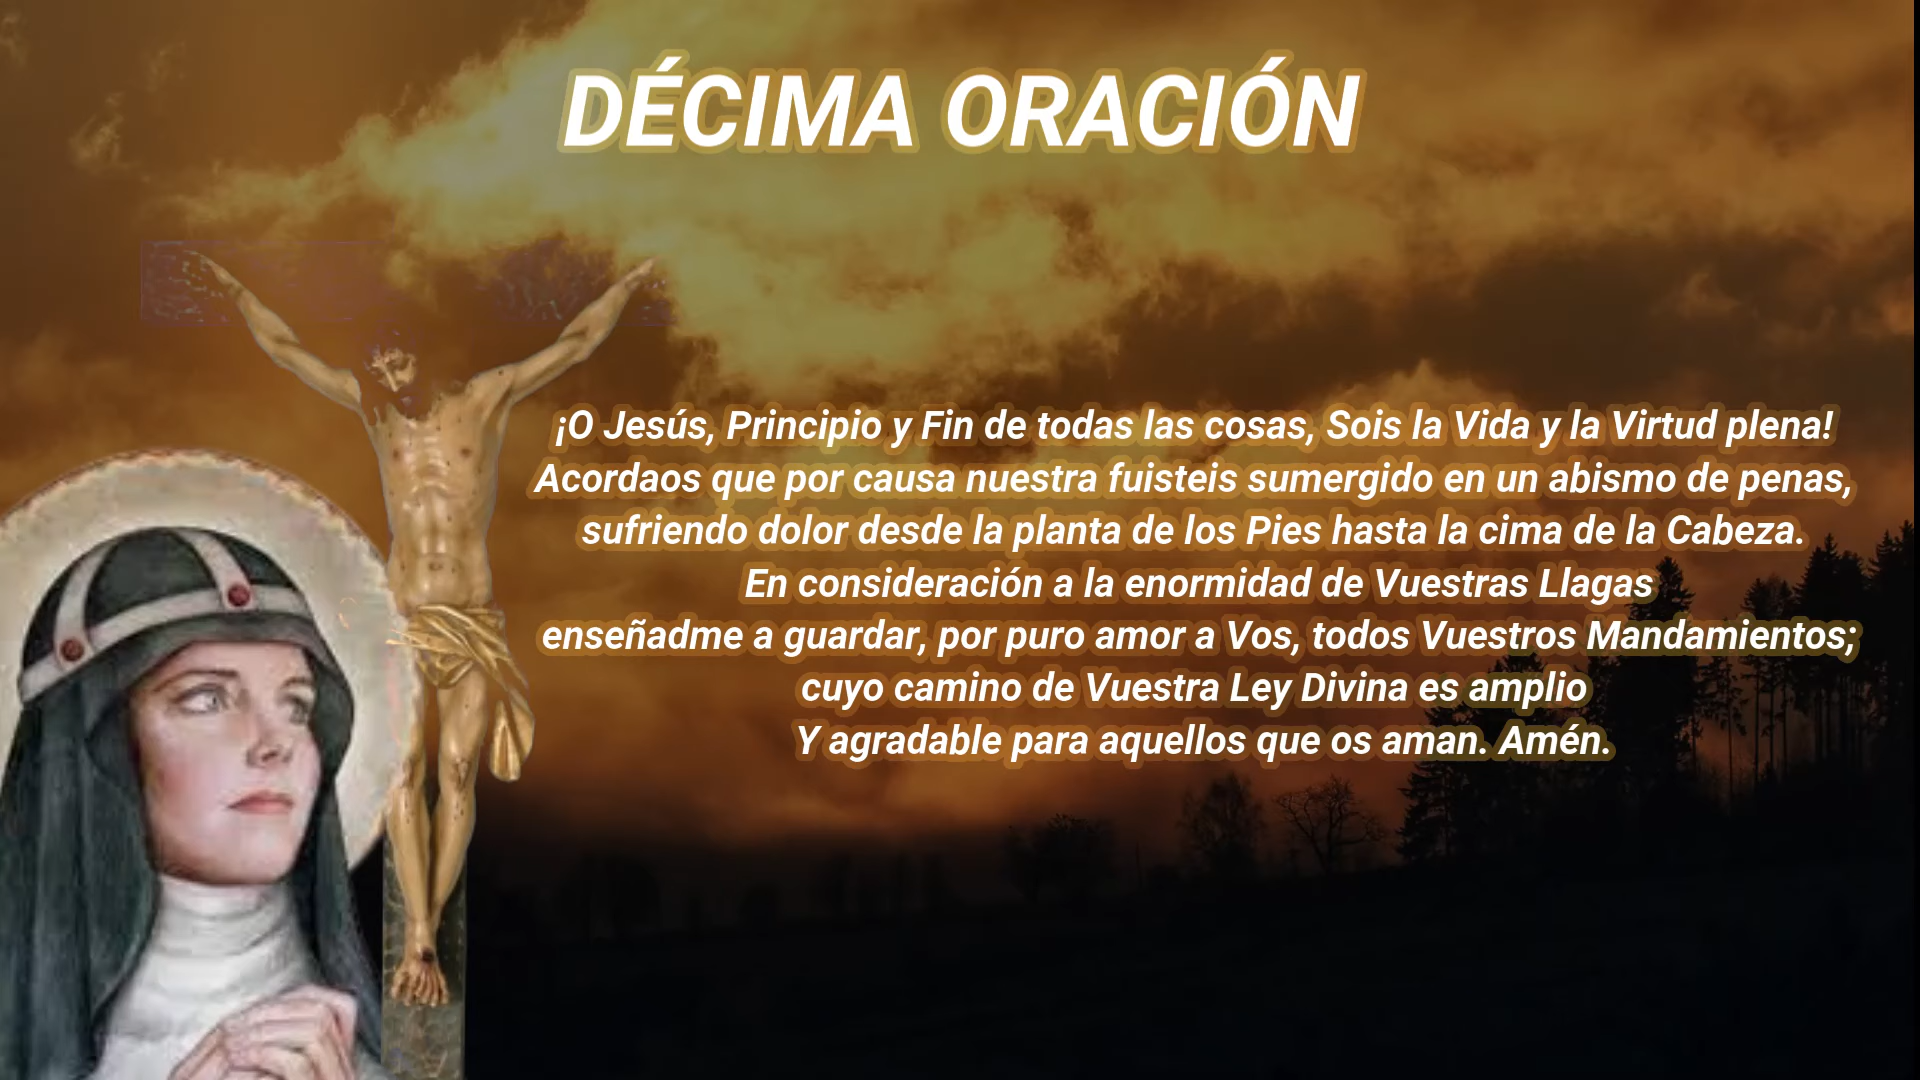 DÉCIMA ORACIÓN
¡O Jesús, Principio y Fin de todas las cosas, Sois la Vida y la Virtud plena!
Acordaos que por causa nuestra fuisteis sumergido en un abismo de penas,
sufriendo dolor desde la planta de los Pies hasta la cima de la Cabeza.
En consideración a la enormidad de Vuestras Llagas
enseñadme a guardar, por puro amor a Vos, todos Vuestros Mandamientos;
cuyo camino de Vuestra Ley Divina es amplio
Y agradable para aquellos que os aman. Amén.